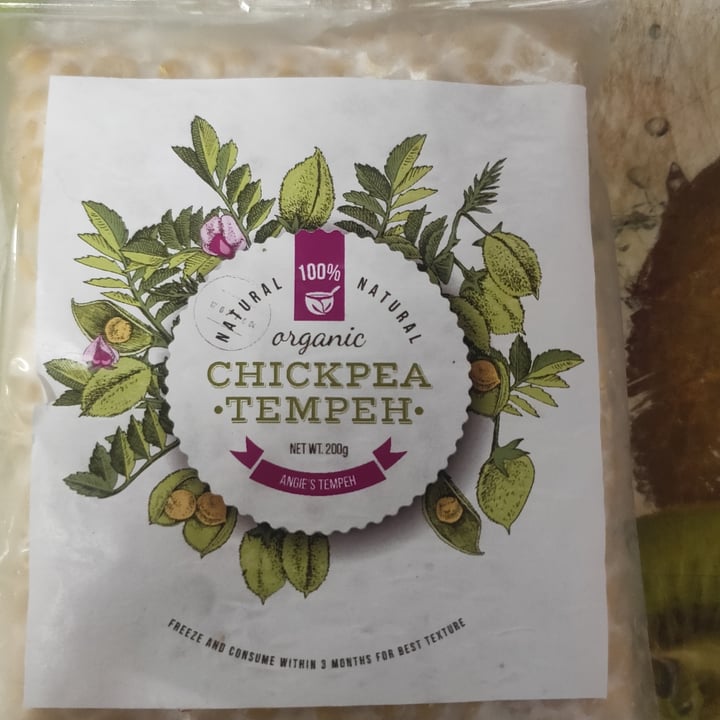 100%
NATURAL NATURAL
organic
CHICKPEA
•TEMPEH•
NET WT. 200g
ANGIE'S TEMPEH
FREEZE AND CONSUME WITHIN 3 MONTHS FOR BEST TEXTURE